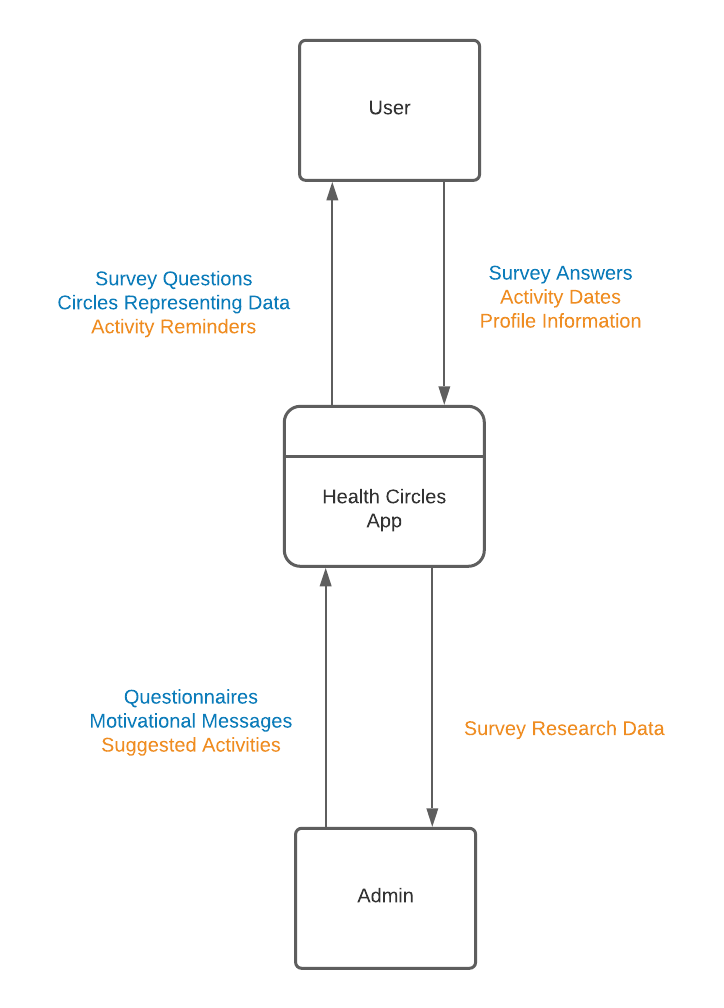 User
Survey Questions
Circles Representing Data
Activity Reminders
Survey Answers
Activity Dates
Profile Information
Health Circles
App
Questionnaires
Motivational Messages
Suggested Activities
Survey Research Data
Admin